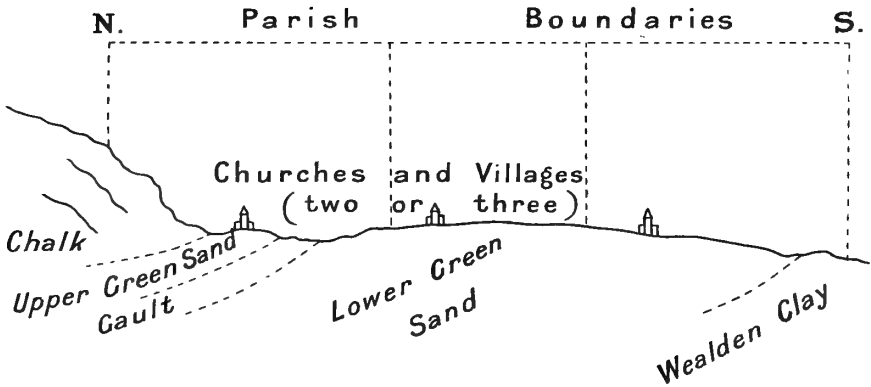 N. Parish Boundaries S.
Churches and Villages
(two or three)
Chalk
Upper Green Sand
Gault
Lower Green
Sand
Wealden Clay